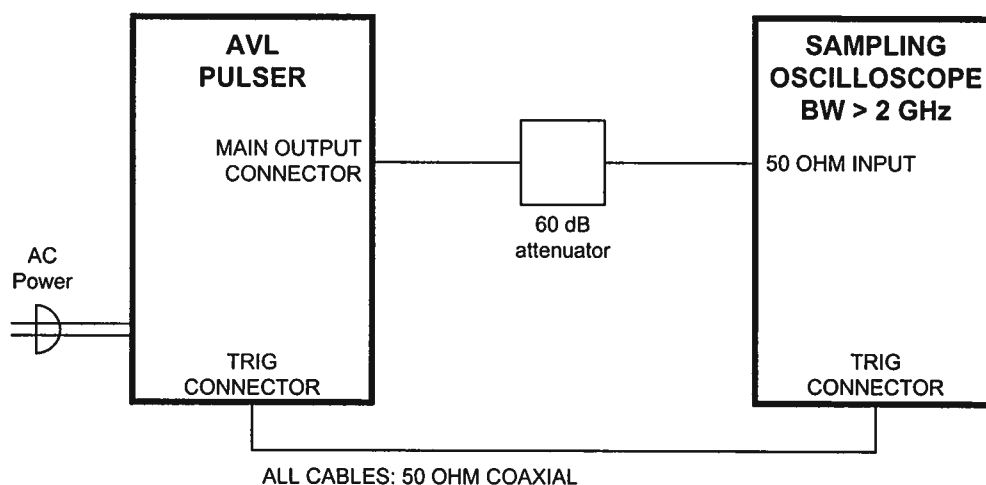 AVL
PULSER
MAIN OUTPUT
CONNECTOR
TRIG
CONNECTOR
AC
Power
60 dB
attenuator
SAMPLING
OSCILLOSCOPE
BW > 2 GHz
50 OHM INPUT
TRIG
CONNECTOR
ALL CABLES: 50 OHM COAXIAL